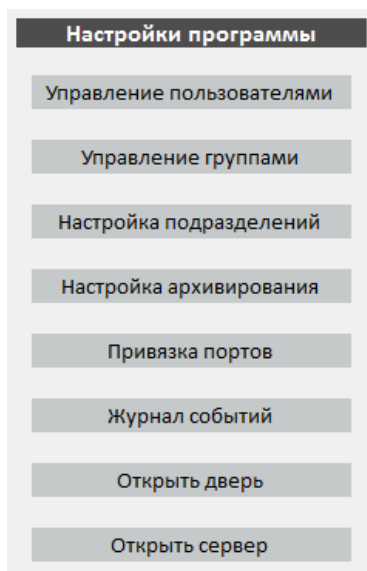 Настройки программы
Управление пользователями
Управление группами
Настройка подразделений
Настройка архивирования
Привязка портов
Журнал событий
Открыть дверь
Открыть сервер